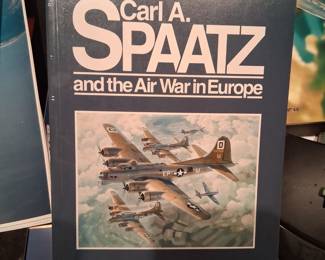 Carl A.
SPAATZ
and the Air War in Europe